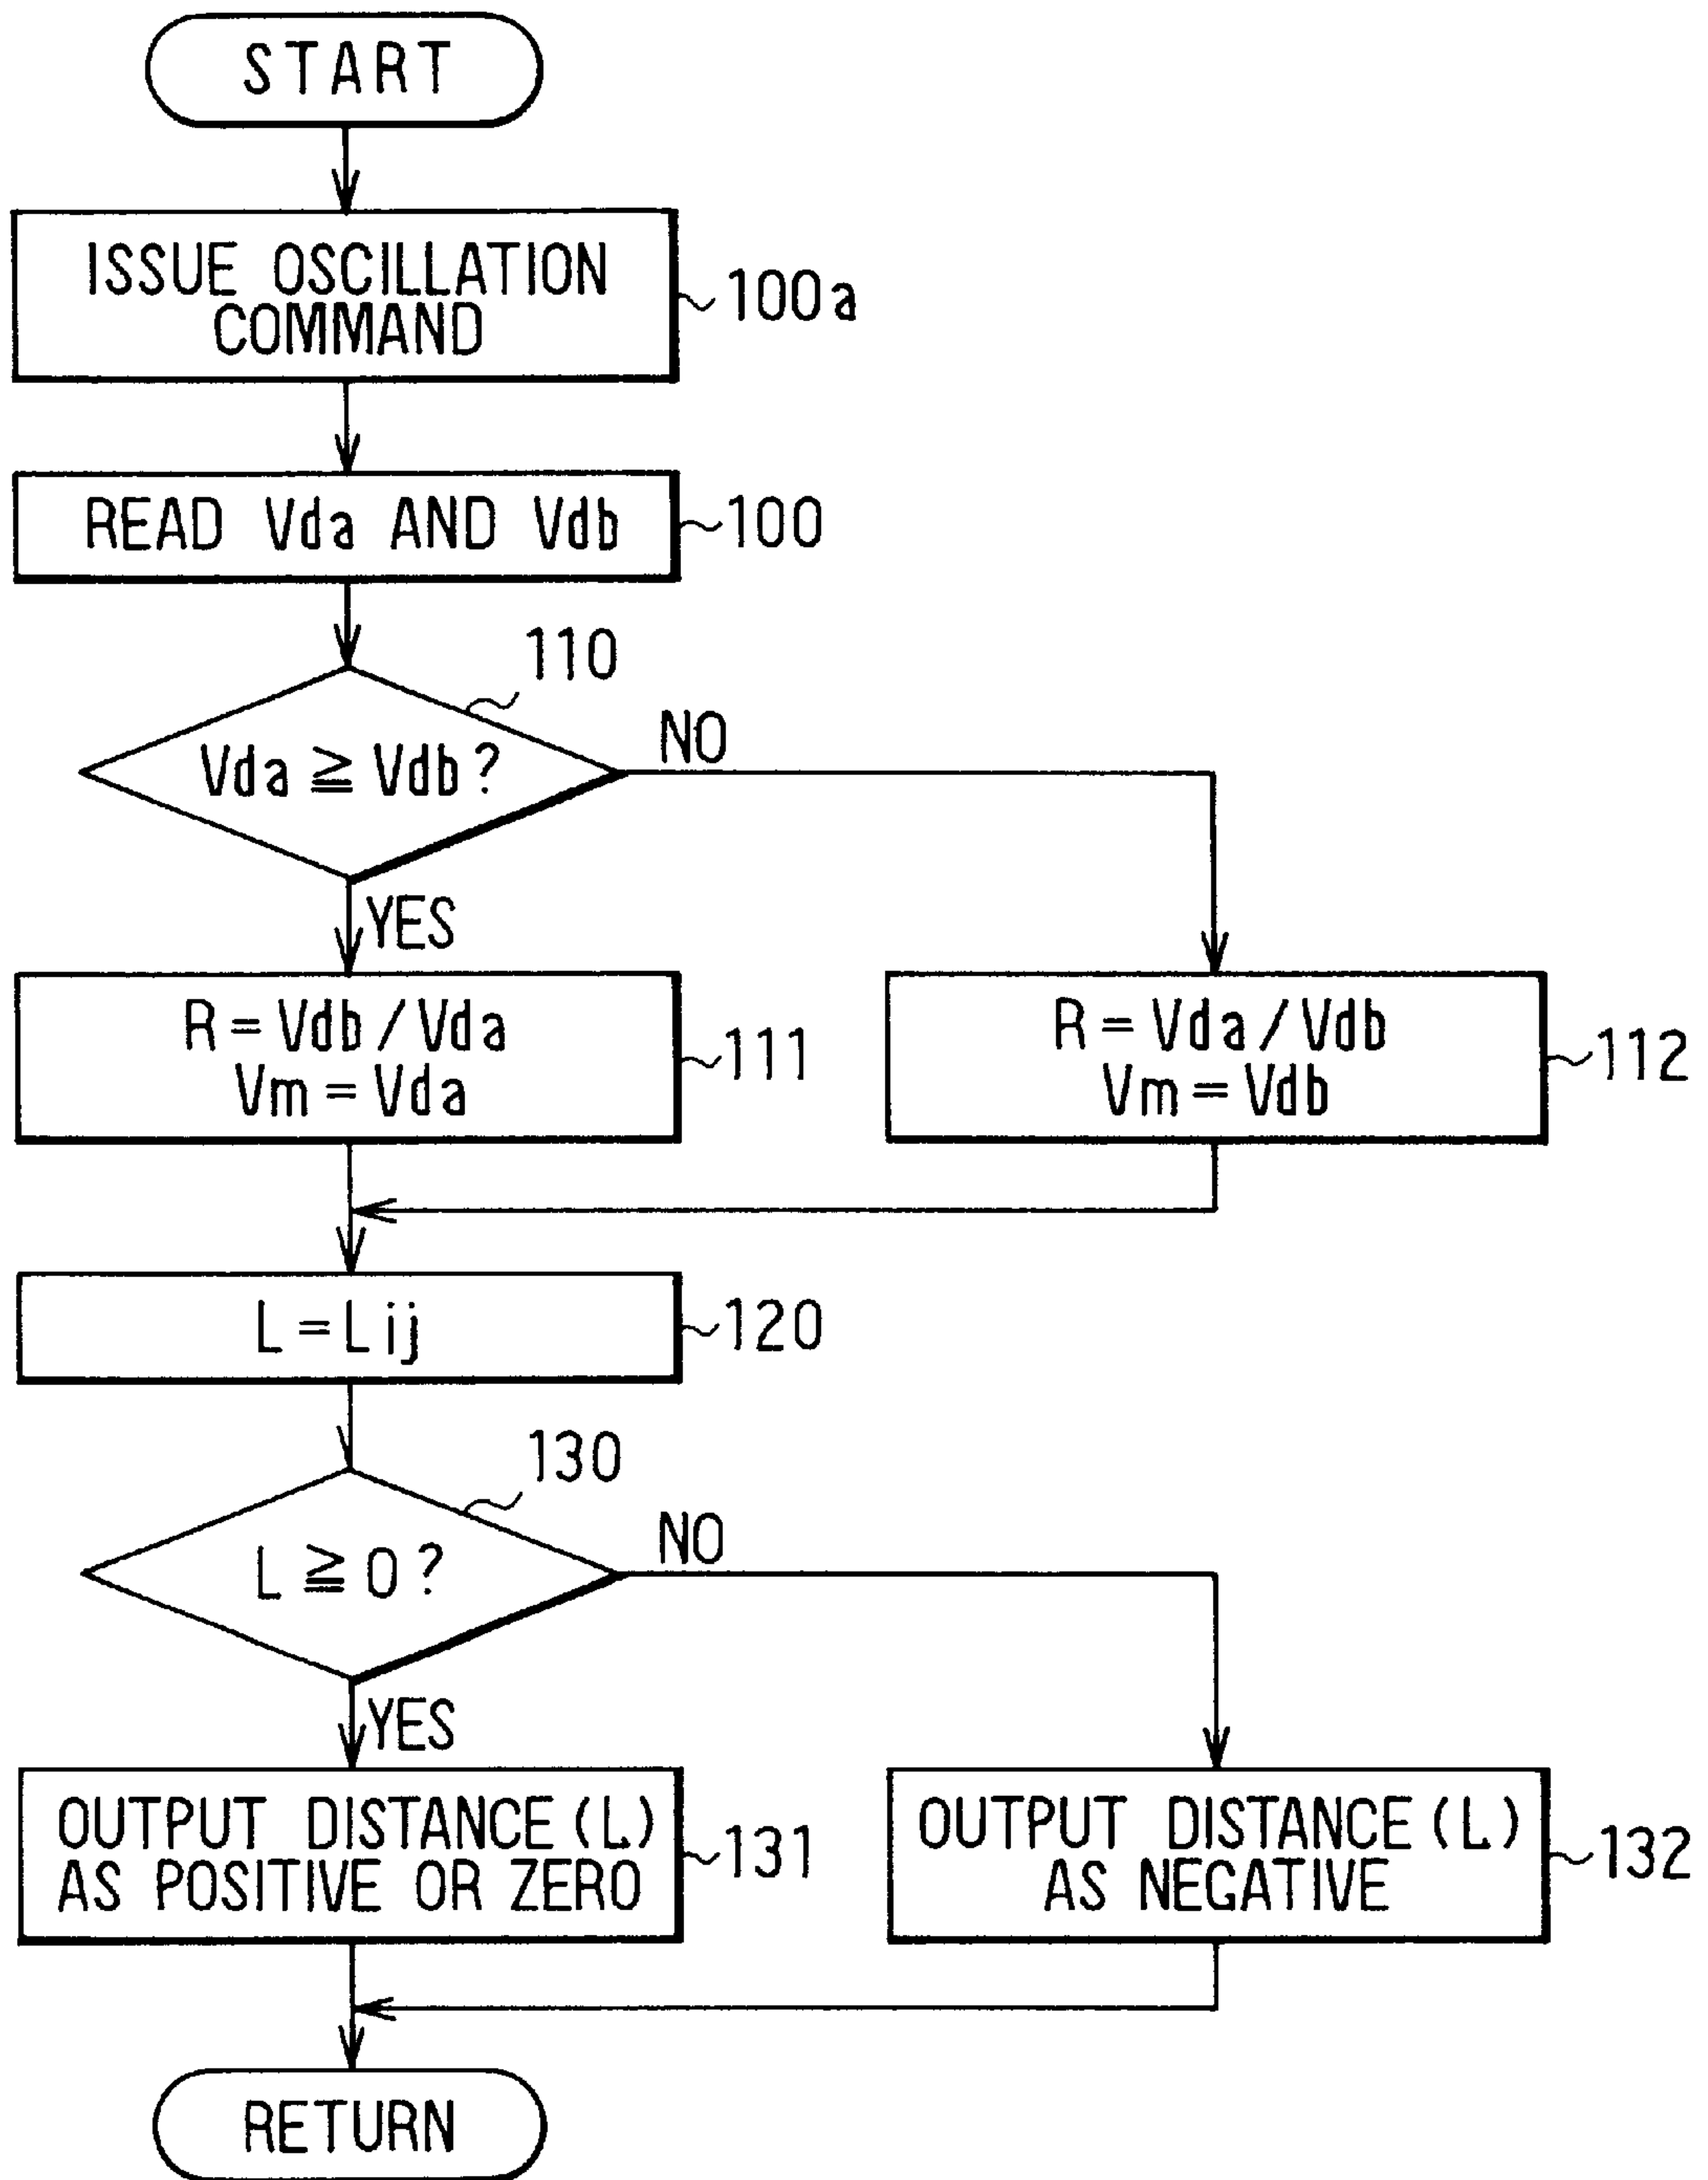 START
ISSUE OSCILLATION
COMMAND
100a
READ Vda AND Vdb
100
110
Vda ≧ Vdb?
NO
YES
R = Vdb / Vda
Vm = Vda
111
R = Vda / Vdb
Vm = Vdb
112
L = Lij
120
130
L ≧ 0?
NO
YES
OUTPUT DISTANCE (L)
AS POSITIVE OR ZERO
131
OUTPUT DISTANCE (L)
AS NEGATIVE
132
RETURN